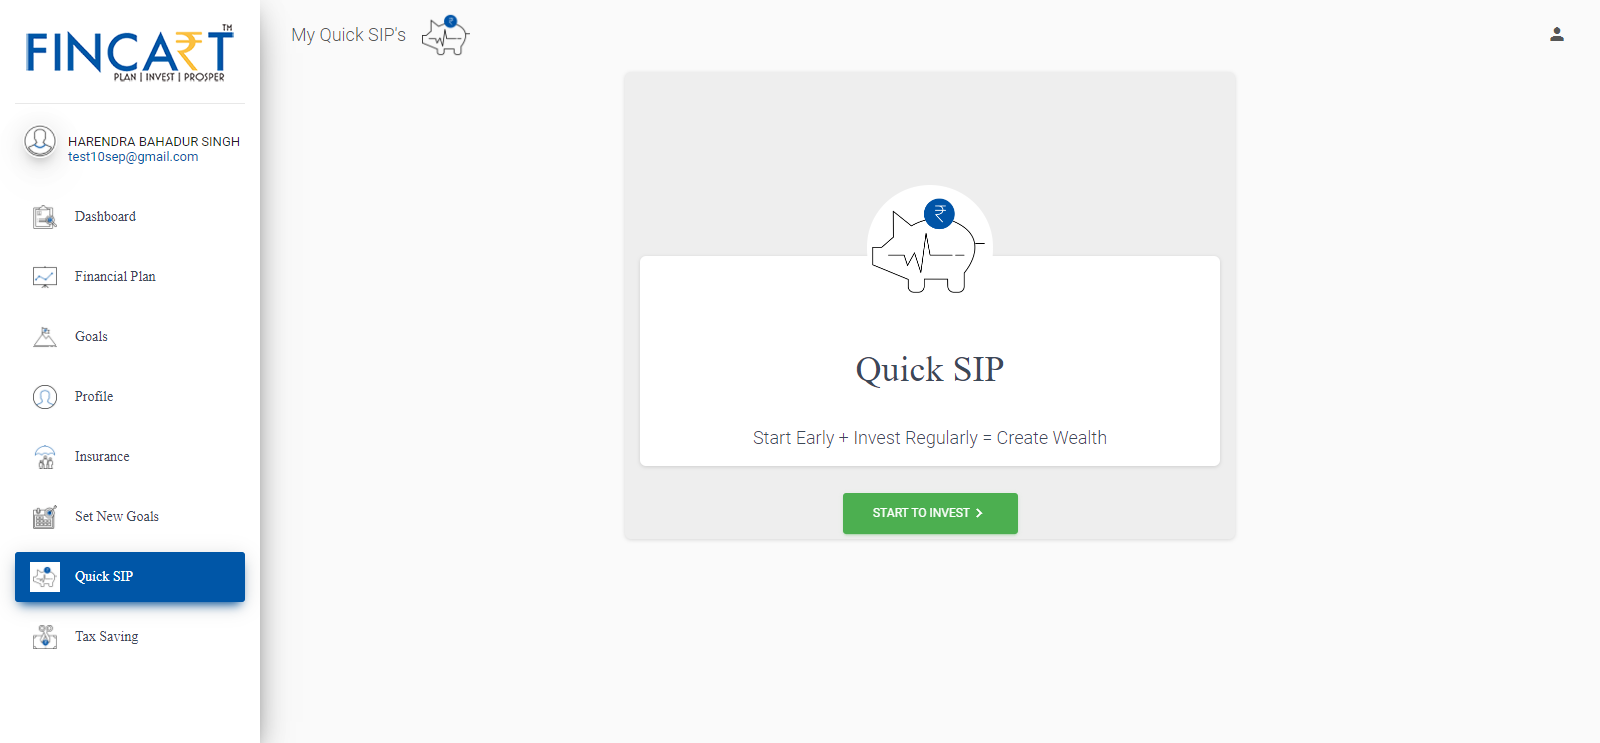 FINCA₹T™
PLAN | INVEST | PROSPER
HARENDRA BAHADUR SINGH
test10sep@gmail.com
Dashboard
Financial Plan
Goals
Profile
Insurance
Set New Goals
Quick SIP
Tax Saving
My Quick SIP's
₹
₹
Quick SIP
Start Early + Invest Regularly = Create Wealth
START TO INVEST